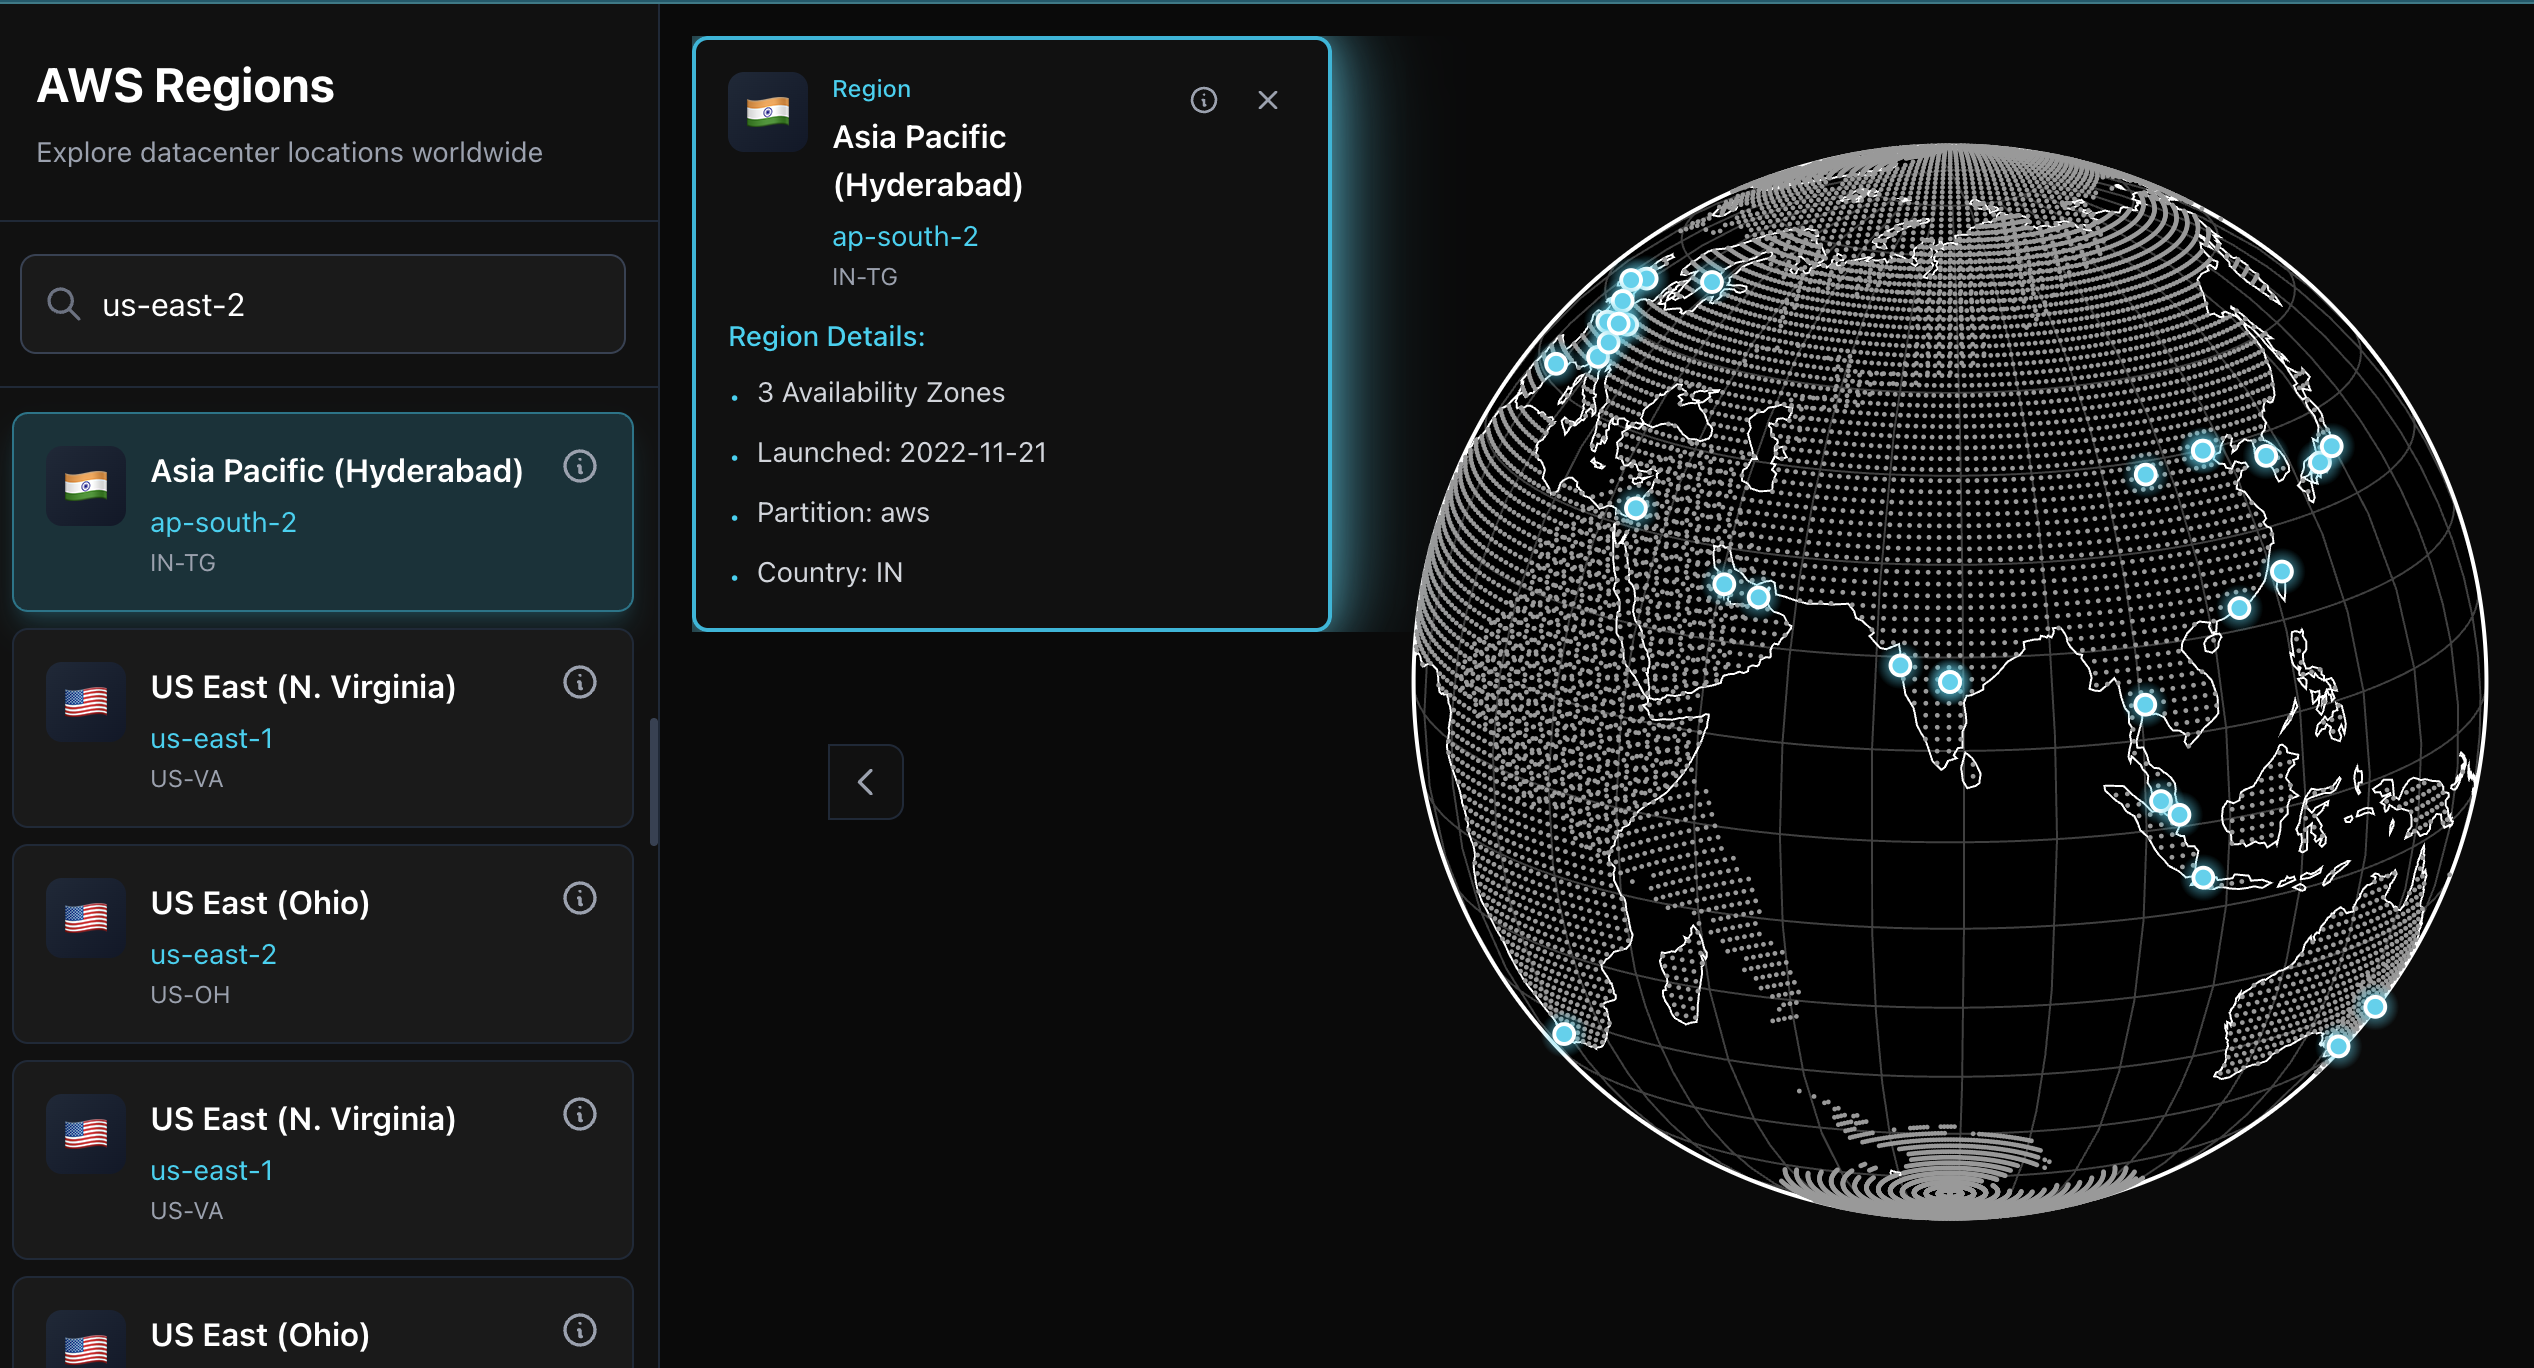 AWS Regions
Explore datacenter locations worldwide
us-east-2
Asia Pacific (Hyderabad)
ap-south-2
IN-TG
US East (N. Virginia)
us-east-1
US-VA
US East (Ohio)
us-east-2
US-OH
US East (N. Virginia)
us-east-1
US-VA
US East (Ohio)
Region
Asia Pacific
(Hyderabad)
ap-south-2
IN-TG
Region Details:
• 3 Availability Zones
• Launched: 2022-11-21
• Partition: aws
• Country: IN